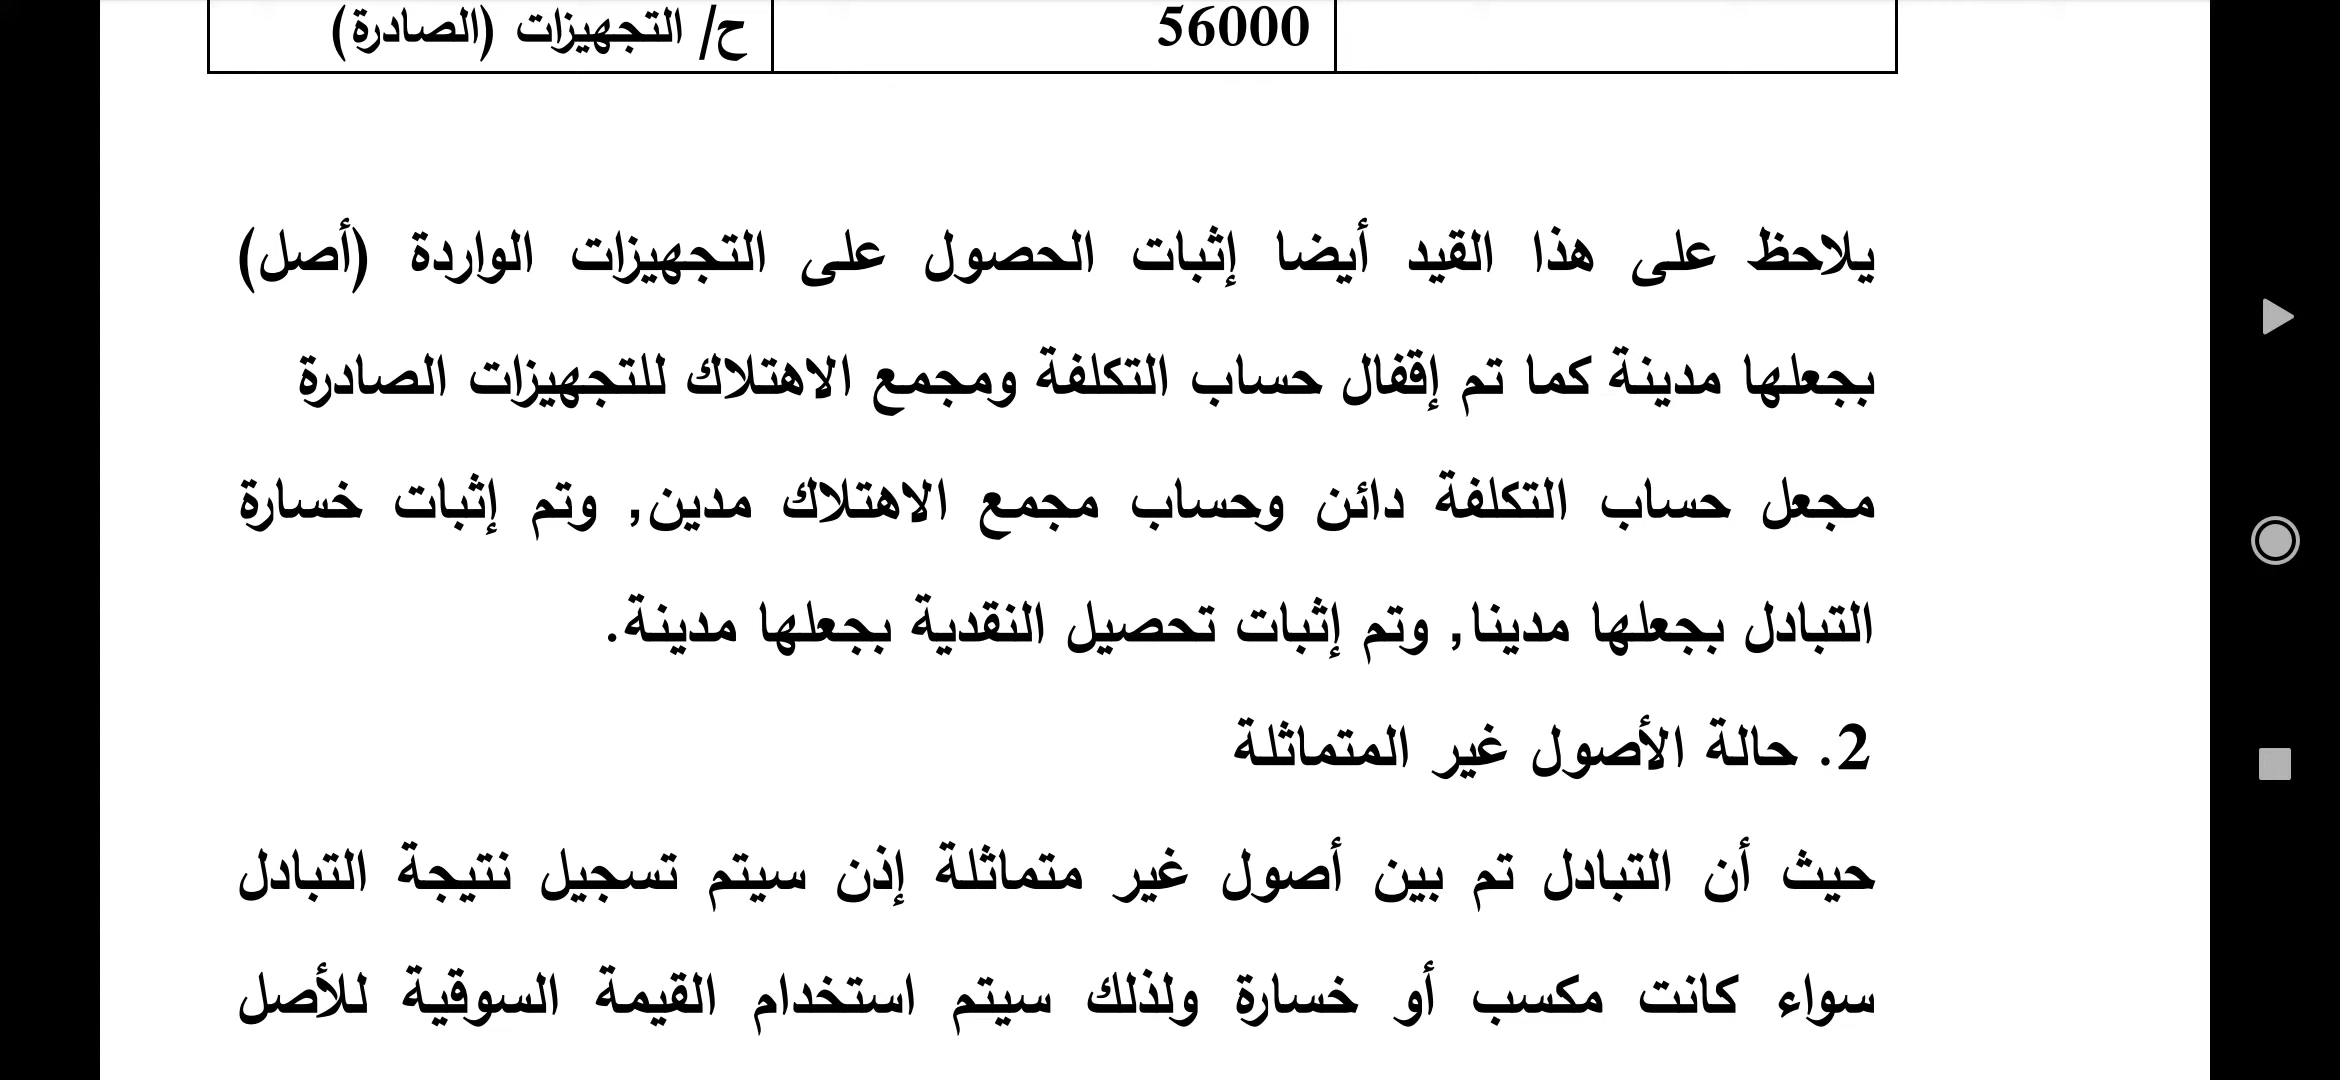 ح/ التجهيزات (الصادرة) 56000
يلاحظ على هذا القيد أيضا إثبات الحصول على التجهيزات الواردة (أصل)
بجعلها مدينة كما تم إقفال حساب التكلفة ومجمع الاهتلاك للتجهيزات الصادرة
مجعل حساب التكلفة دائن وحساب مجمع الاهتلاك مدين, وتم إثبات خسارة
التبادل بجعلها مدينا, وتم إثبات تحصيل النقدية بجعلها مدينة.
2. حالة الأصول غير المتماثلة
حيث أن التبادل تم بين أصول غير متماثلة إذن سيتم تسجيل نتيجة التبادل
سواء كانت مكسب أو خسارة ولذلك سيتم استخدام القيمة السوقية للأصل